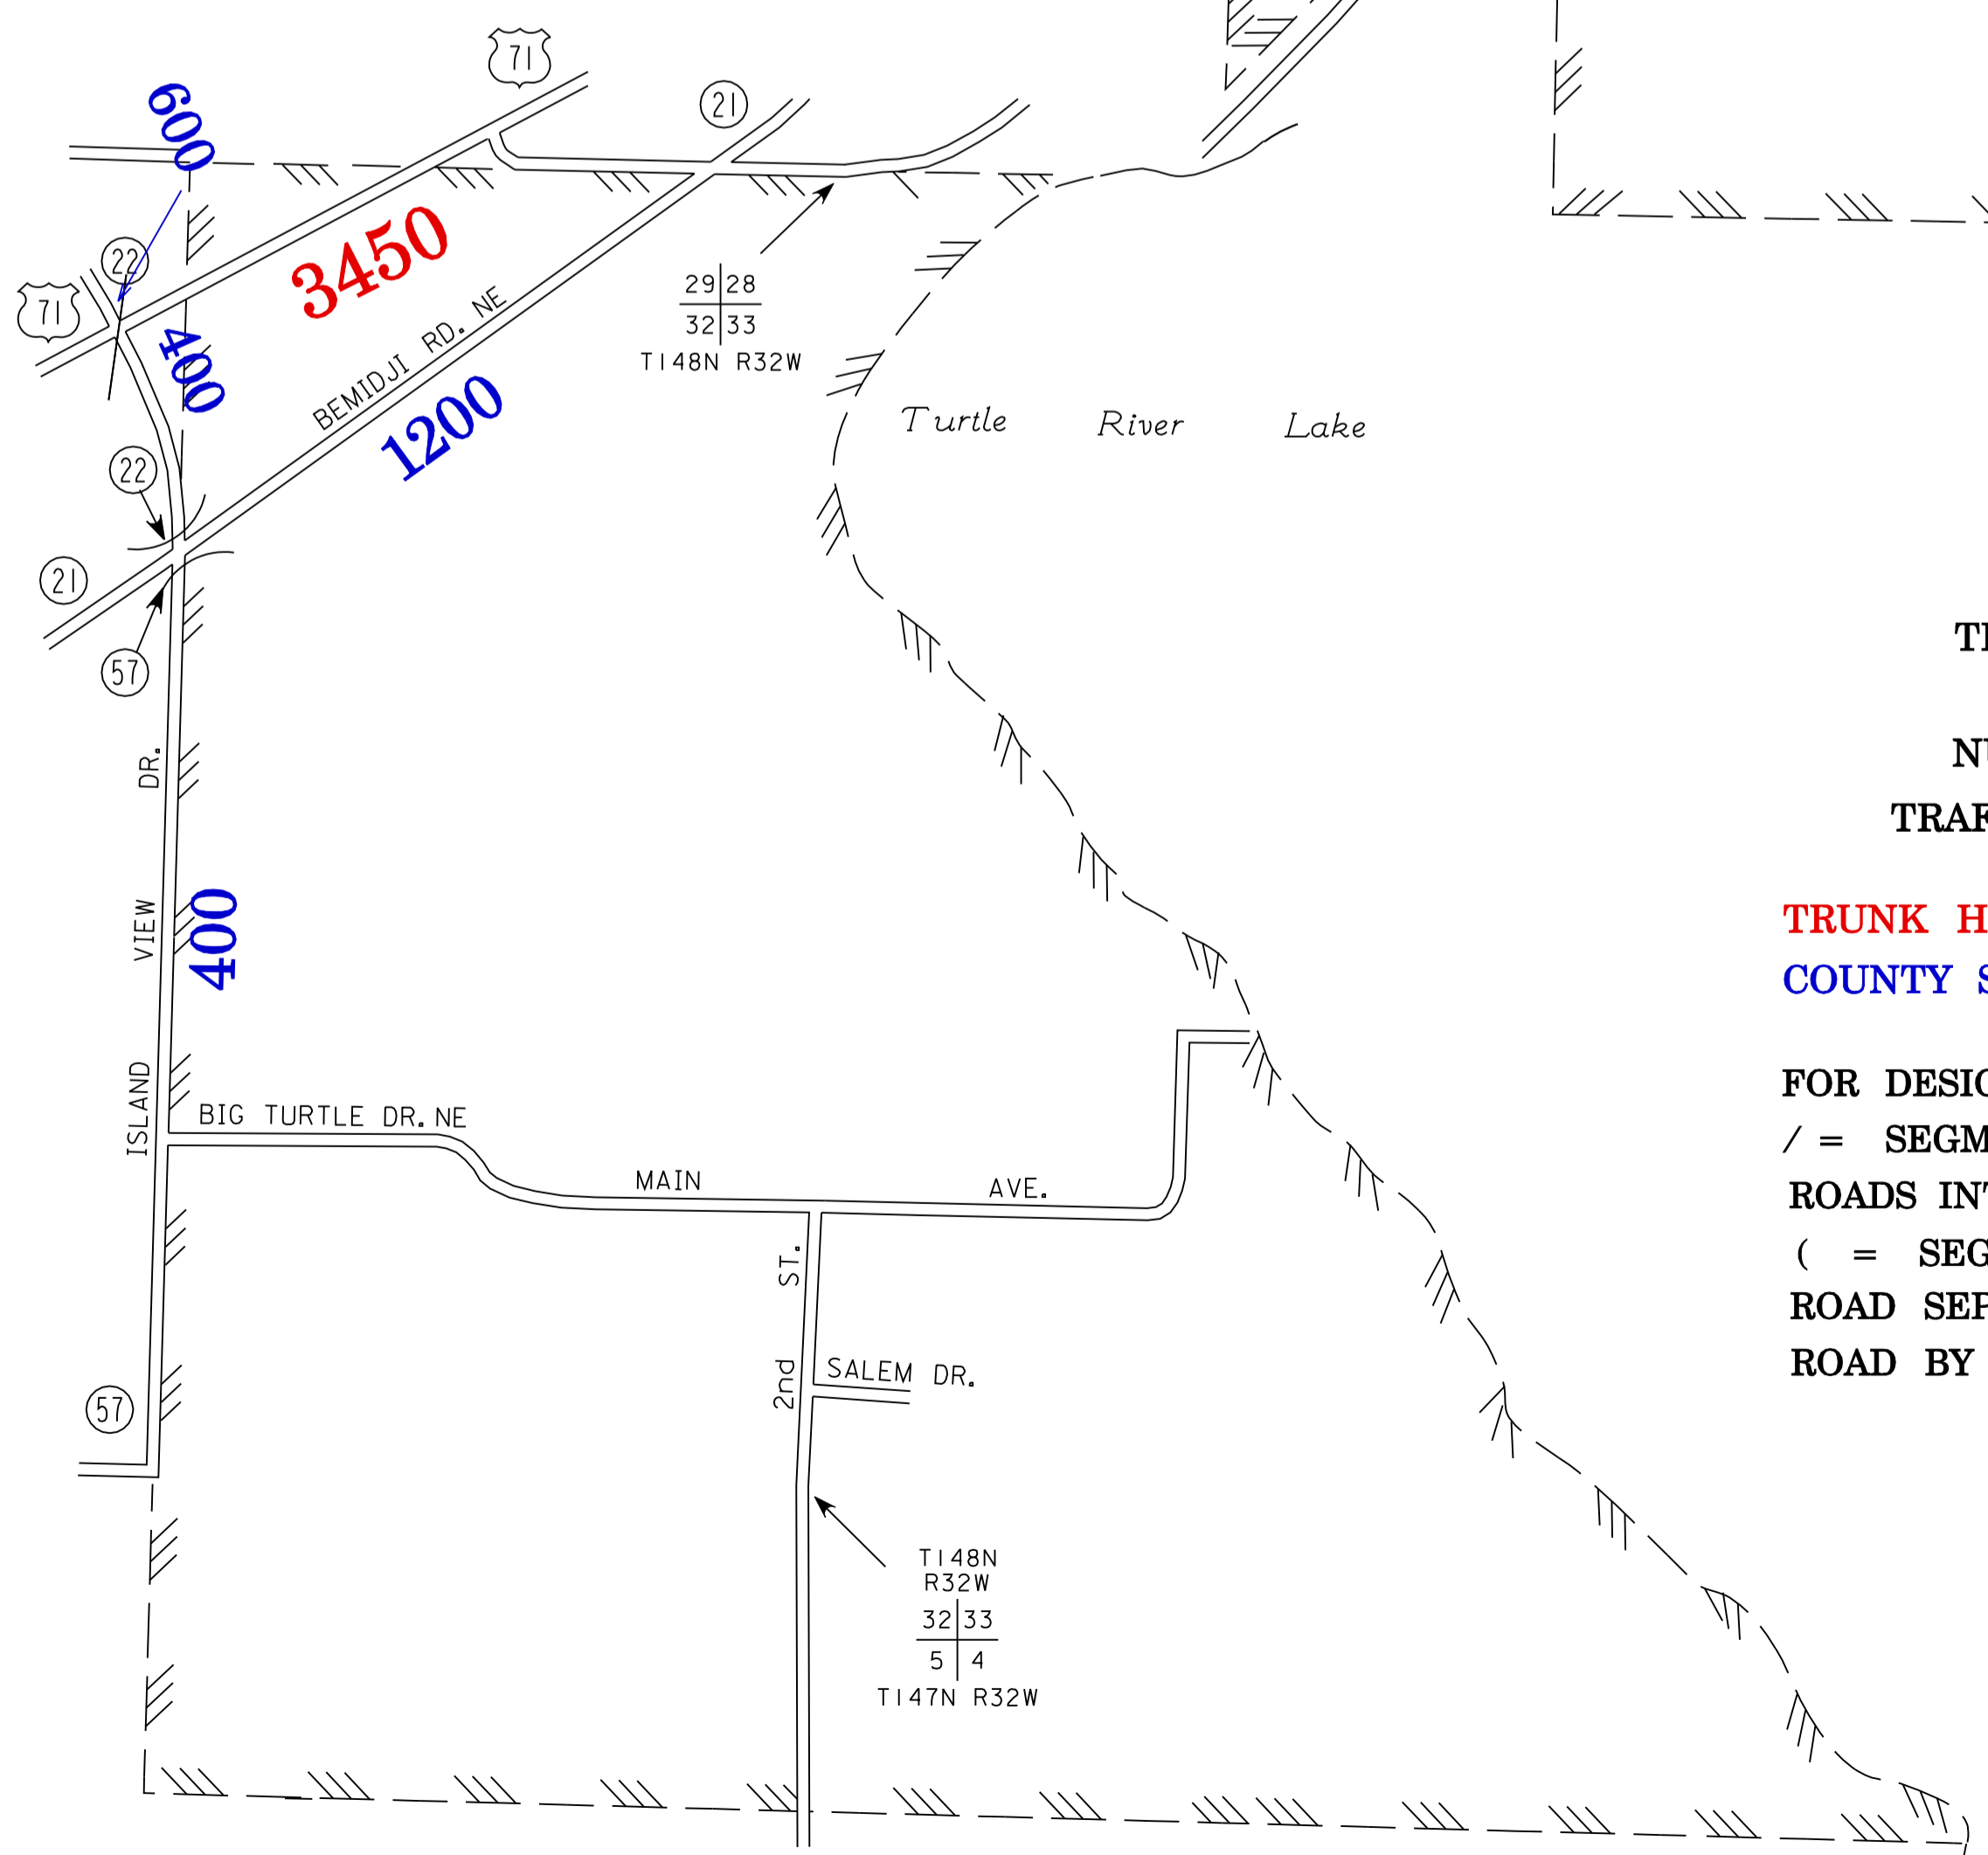 71
21
600
3450
22
71
400
29 28
32 33
T148N R32W
BEMIDJI RD. NE
1200
Turtle River Lake
22
21
57
ISLAND VIEW DR.
400
TRUNK
COUNTY
FOR
/ =
ROADS
( =
ROAD
ROAD BY
BIG TURTLE DR. NE
MAIN AVE.
2nd ST.
SALEM DR.
57
T148N
R32W
32 33
5 4
T147N R32W